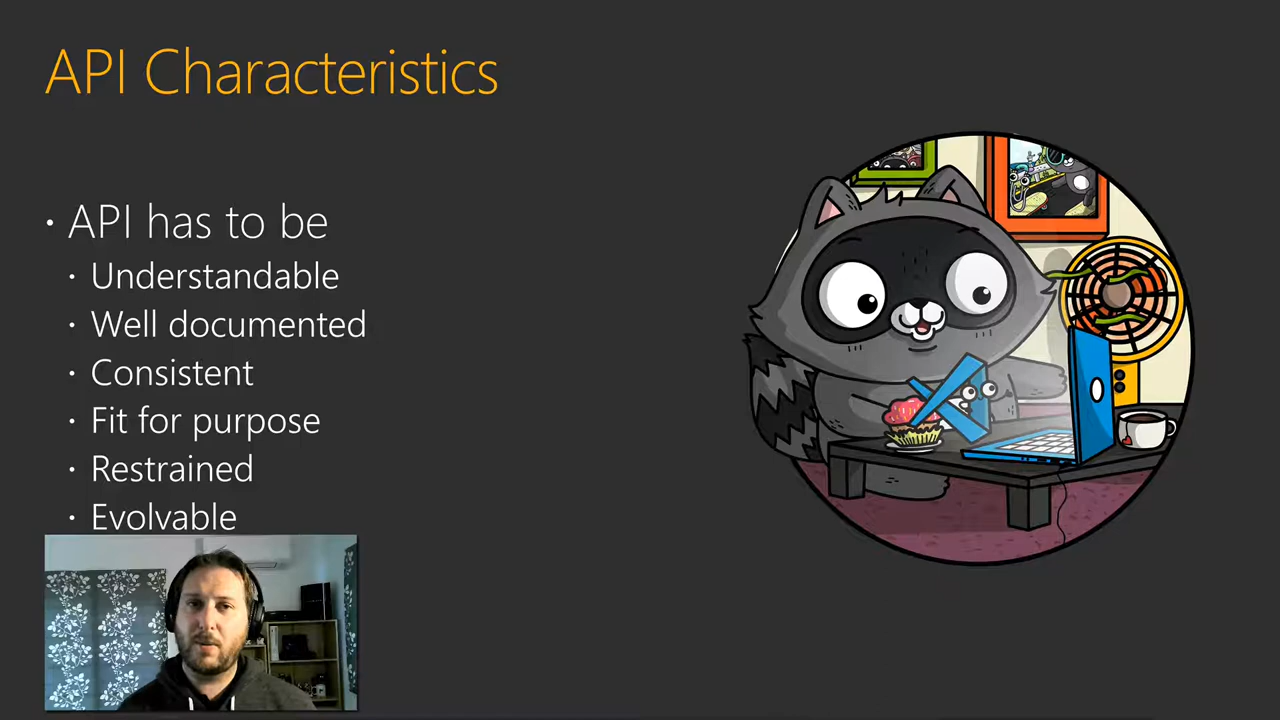 API Characteristics
• API has to be
• Understandable
• Well documented
• Consistent
• Fit for purpose
• Restrained
• Evolvable